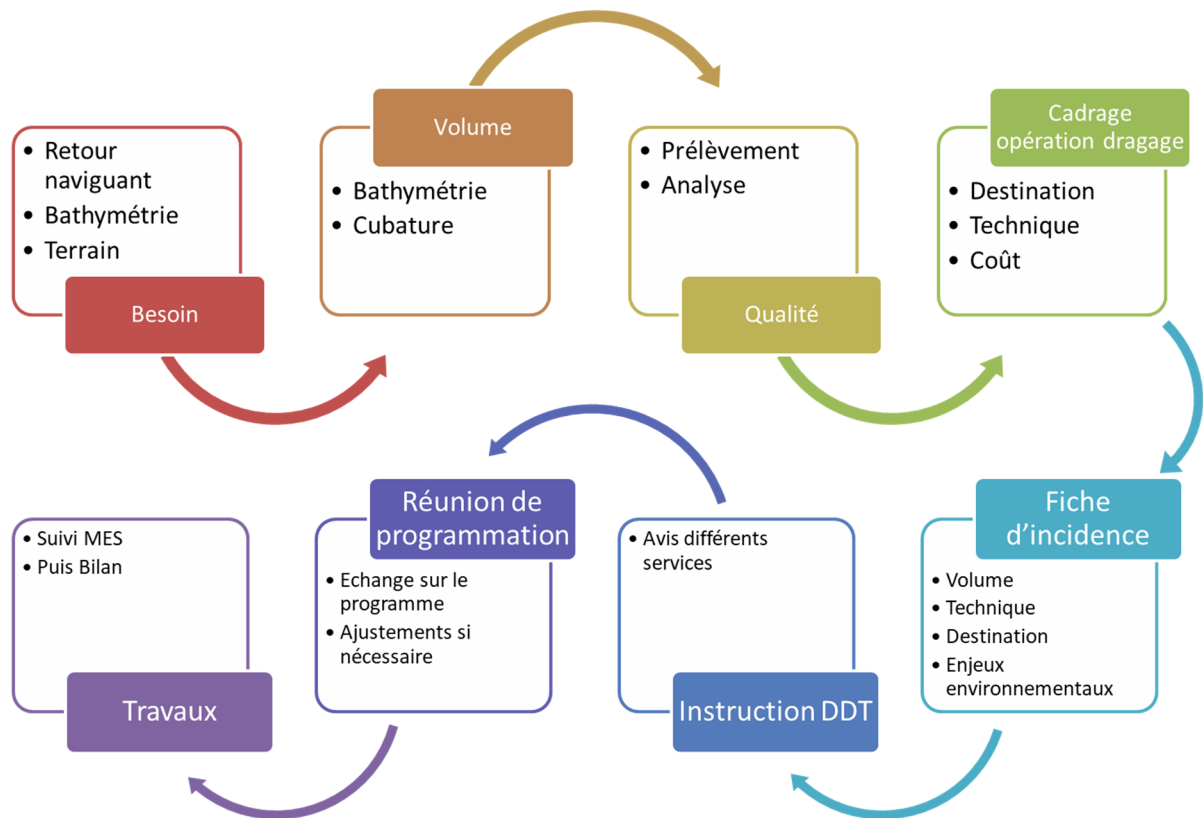 Besoin
• Retour
naviguant
• Bathymétrie
• Terrain
Volume
• Bathymétrie
• Cubature
Qualité
• Prélèvement
• Analyse
Cadrage
opération dragage
• Destination
• Technique
• Coût
Fiche
d’incidence
• Volume
• Technique
• Destination
• Enjeux
environnementaux
Instruction DDT
• Avis différents
services
Réunion de
programmation
• Echange sur le
programme
• Ajustements si
nécessaire
Travaux
• Suivi MES
• Puis Bilan